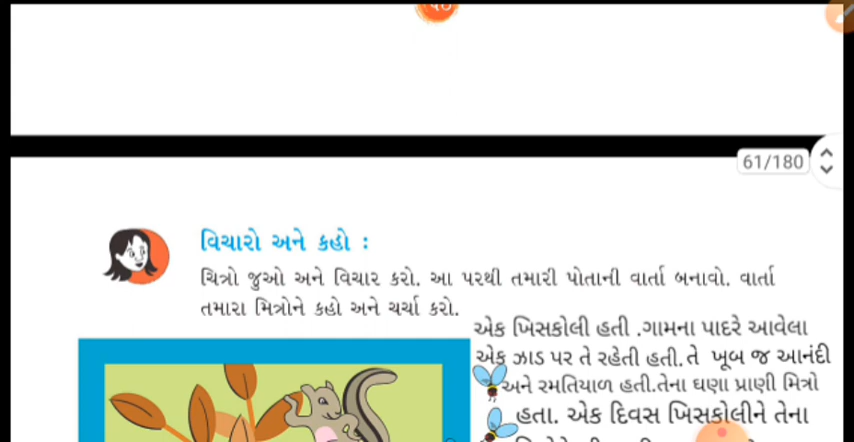 ૫૦
61/180
વિચારો અને કહો :
ચિત્રો જુઓ અને વિચાર કરો. આ પરથી તમારી પોતાની વાર્તા બનાવો. વાર્તા
તમારા મિત્રોને કહો અને ચર્ચા કરો.
એક ખિસકોલી હતી .ગામના પાદરે આવેલા
એક ઝાડ પર તે રહેતી હતી.તે ખૂબ જ આનંદી
અને રમતિયાળ હતી.તેના ઘણા પ્રાણી મિત્રો
હતા. એક દિવસ ખિસકોલીને તેના